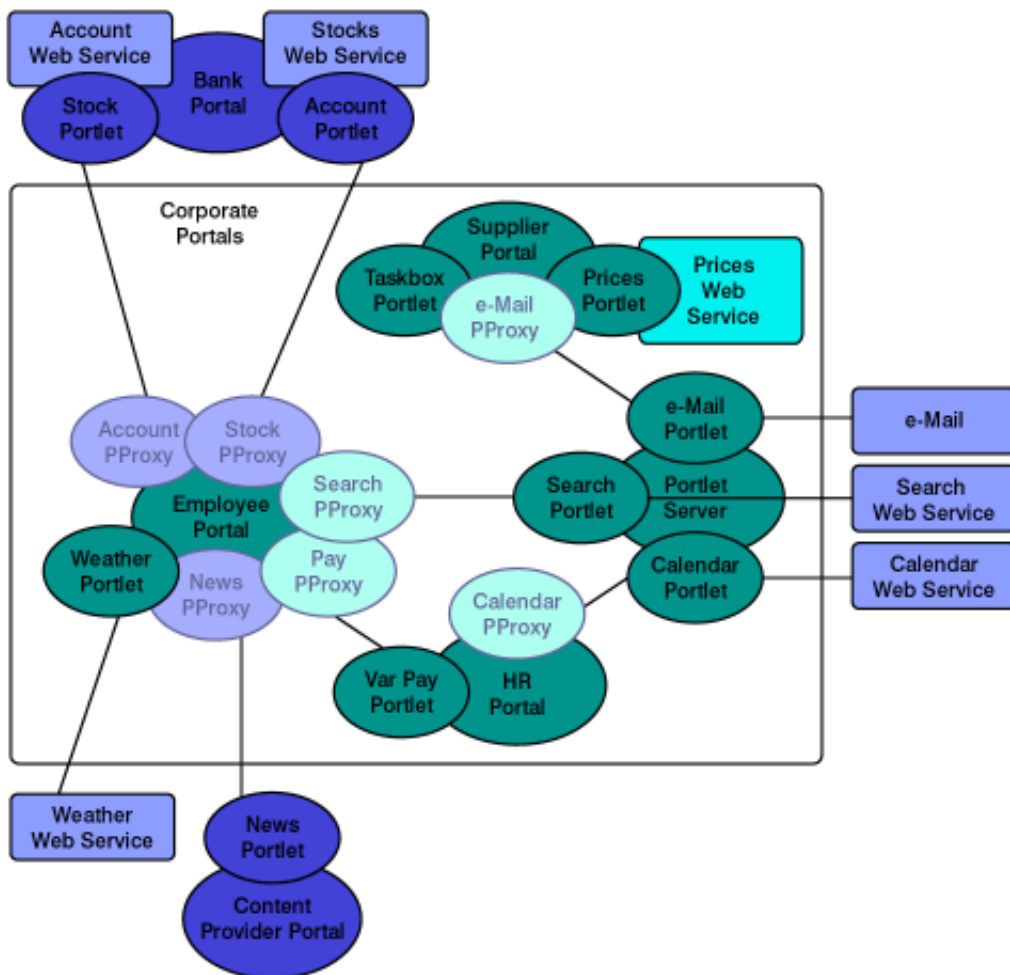 Account
Web Service
Stocks
Web Service
Bank
Portal
Stock
Portlet
Account
Portlet
Corporate
Portals
Supplier
Portal
Taskbox
Portlet
Prices
Portlet
Prices
Web
Service
e-Mail
PProxy
e-Mail
Portlet
e-Mail
Account
PProxy
Stock
PProxy
Search
PProxy
Search
Portlet
Portlet
Server
Search
Web Service
Employee
Portal
Weather
Portlet
News
PProxy
Pay
PProxy
Calendar
PProxy
Calendar
Portlet
Calendar
Web Service
Var Pay
Portlet
HR
Portal
Weather
Web Service
News
Portlet
Content
Provider Portal